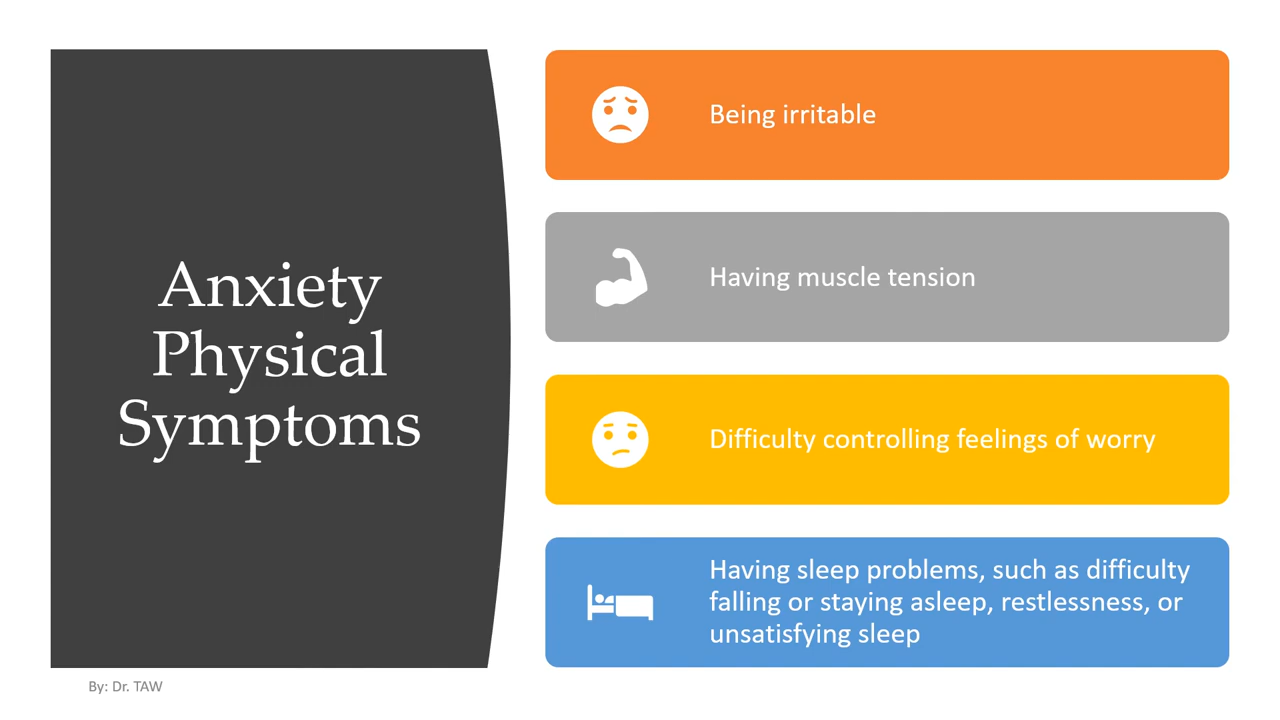 Anxiety
Physical
Symptoms
Being irritable
Having muscle tension
Difficulty controlling feelings of worry
Having sleep problems, such as difficulty
falling or staying asleep, restlessness, or
unsatisfying sleep
By: Dr. TAW